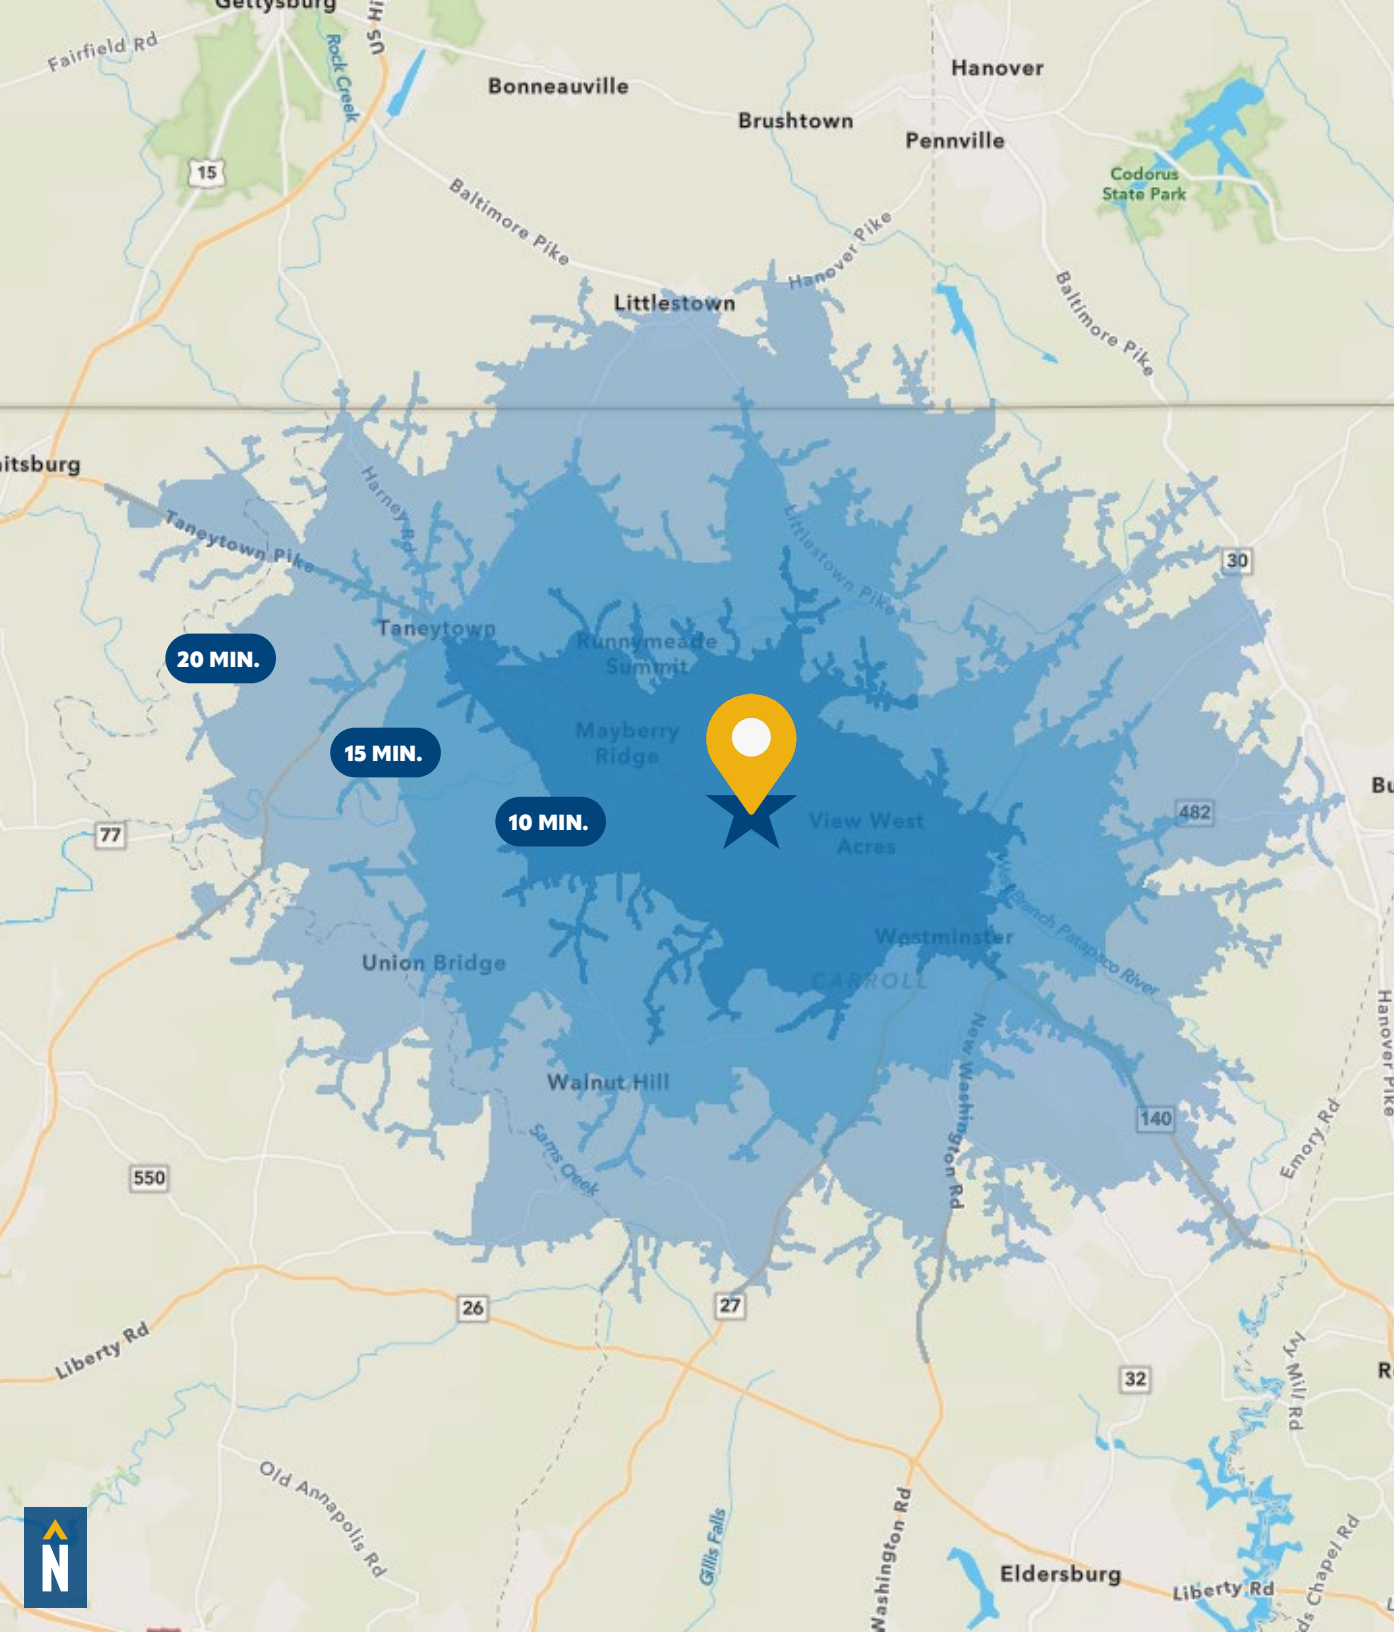 Gettysburg
Fairfield Rd
Rock Creek
US Hi
Bonneauville
Hanover
Brushtown
Pennville
15
Codorus
State Park
Baltimore Pike
Hanover Pike
Baltimore Pike
Littlestown
itsburg
Harney Rd
Taneytown Pike
Littlestown Pike
30
Taneytown
Runnymeade
Summit
20 MIN.
Mayberry
Ridge
15 MIN.
Bu
10 MIN.
View West
Acres
482
77
West Branch Patapsco River
Westminster
Union Bridge
CARROLL
Hanover Pike
New Washington Rd
Walnut Hill
140
Emory Rd
Sams Creek
550
26
27
Liberty Rd
Ivy Mill Rd
32
R
Old Annapolis Rd
Washington Rd
Gillis Falls
N
Eldersburg
Liberty Rd
ds Chapel Rd
L